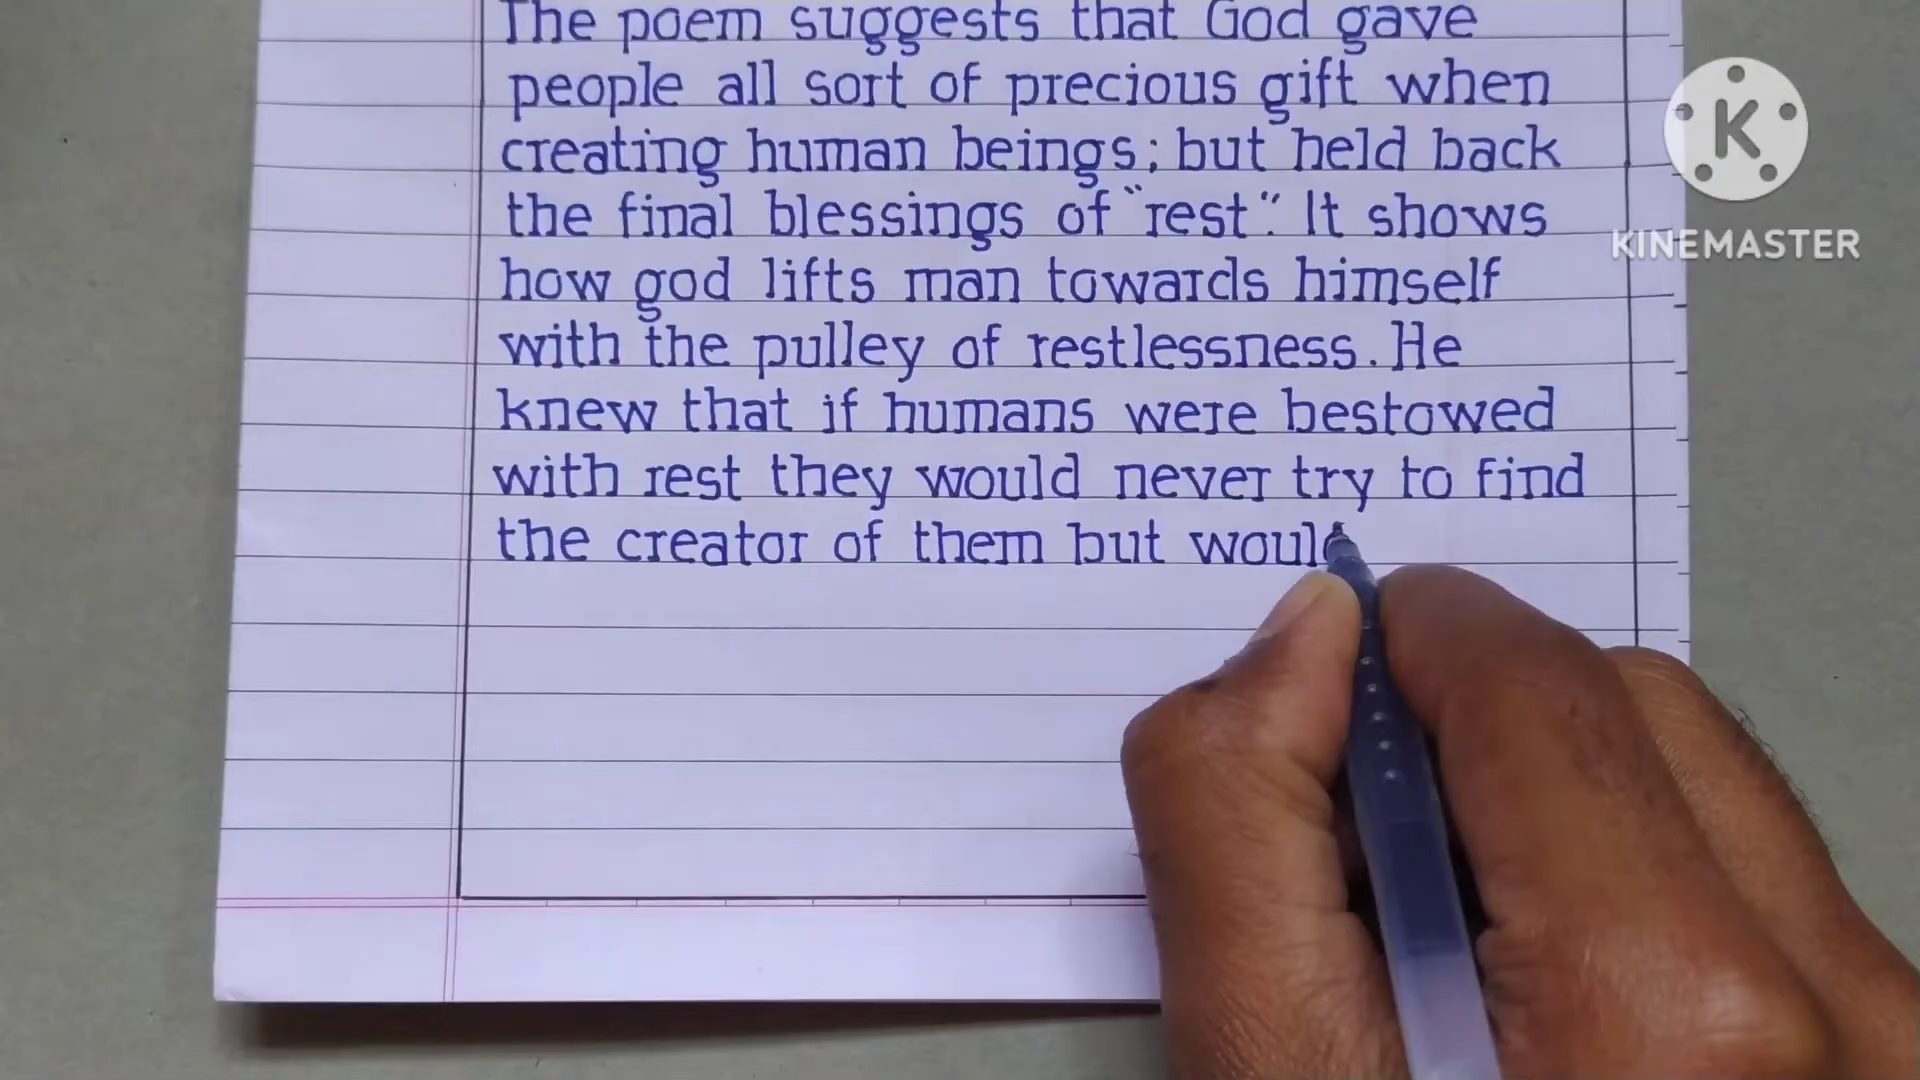 The poem suggests that God gave
people all sort of precious gift when
creating human beings; but held back
the final blessings of "rest". It shows
how god lifts man towards himself
with the pulley of restlessness. He
knew that if humans were bestowed
with rest they would never try to find
the creator of them but would
K
KINEMASTER